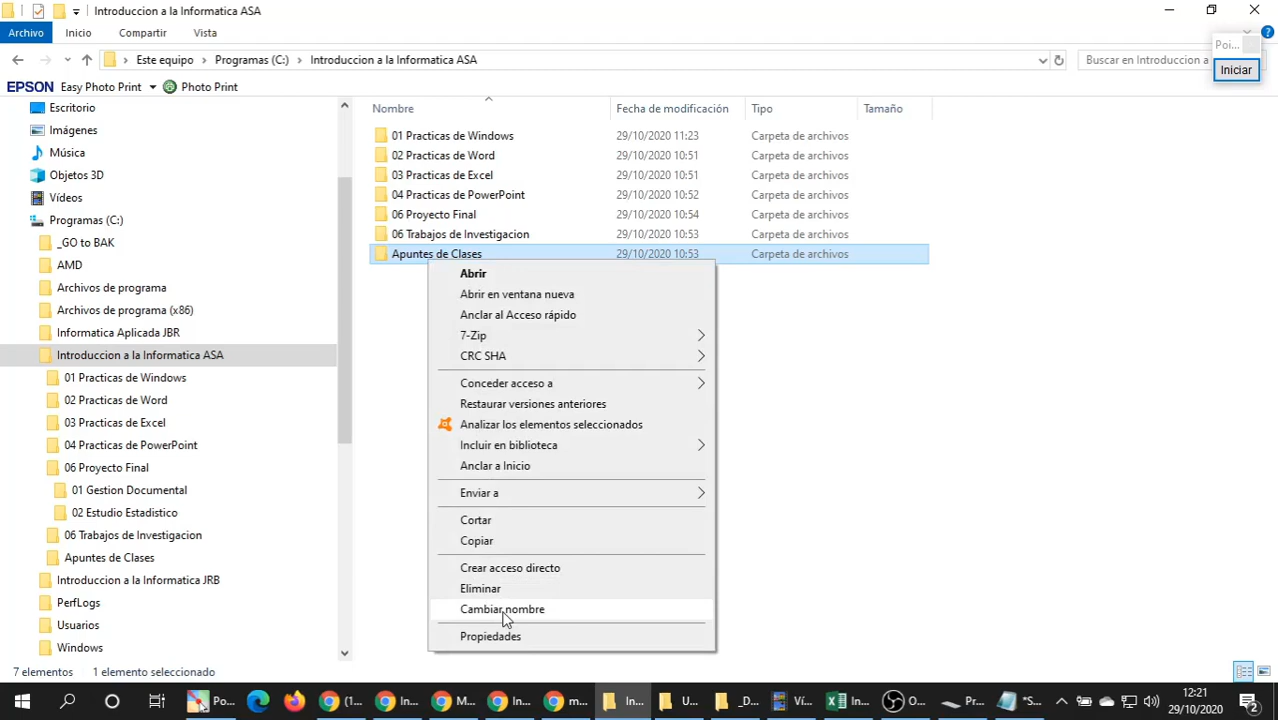 Introduccion a la Informatica ASA
Archivo Inicio Compartir Vista
Poi...
Iniciar
Este equipo Programas (C:) Introduccion a la Informatica ASA
Buscar en Introduccion a
EPSON Easy Photo Print Photo Print
Escritorio
Imágenes
Música
Objetos 3D
Vídeos
Programas (C:)
_GO to BAK
AMD
Archivos de programa
Archivos de programa (x86)
Informatica Aplicada JBR
Introduccion a la Informatica ASA
01 Practicas de Windows
02 Practicas de Word
03 Practicas de Excel
04 Practicas de PowerPoint
06 Proyecto Final
01 Gestion Documental
02 Estudio Estadistico
06 Trabajos de Investigacion
Apuntes de Clases
Introduccion a la Informatica JRB
PerfLogs
Usuarios
Windows
Nombre Fecha de modificación Tipo Tamaño
01 Practicas de Windows 29/10/2020 11:23 Carpeta de archivos
02 Practicas de Word 29/10/2020 10:51 Carpeta de archivos
03 Practicas de Excel 29/10/2020 10:51 Carpeta de archivos
04 Practicas de PowerPoint 29/10/2020 10:52 Carpeta de archivos
06 Proyecto Final 29/10/2020 10:54 Carpeta de archivos
06 Trabajos de Investigacion 29/10/2020 10:53 Carpeta de archivos
Apuntes de Clases 29/10/2020 10:53 Carpeta de archivos
Abrir
Abrir en ventana nueva
Anclar al Acceso rápido
7-Zip
CRC SHA
Conceder acceso a
Restaurar versiones anteriores
Analizar los elementos seleccionados
Incluir en biblioteca
Anclar a Inicio
Enviar a
Cortar
Copiar
Crear acceso directo
Eliminar
Cambiar nombre
Propiedades
7 elementos 1 elemento seleccionado
Po... (1... In... M... In... m... In... U... _D... Ví... In... O... Pr... *S...
12:21
29/10/2020
2